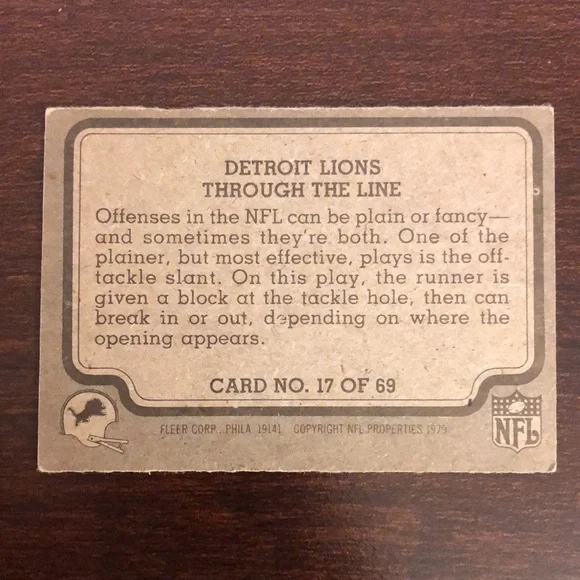 DETROIT LIONS
THROUGH THE LINE
Offenses in the NFL can be plain or fancy—
and sometimes they're both. One of the
plainer, but most effective, plays is the off-
tackle slant. On this play, the runner is
given a block at the tackle hole, then can
break in or out, depending on where the
opening appears.
CARD NO. 17 OF 69
FLEER CORP., PHILA. 19141 COPYRIGHT NFL PROPERTIES 1979
NFL